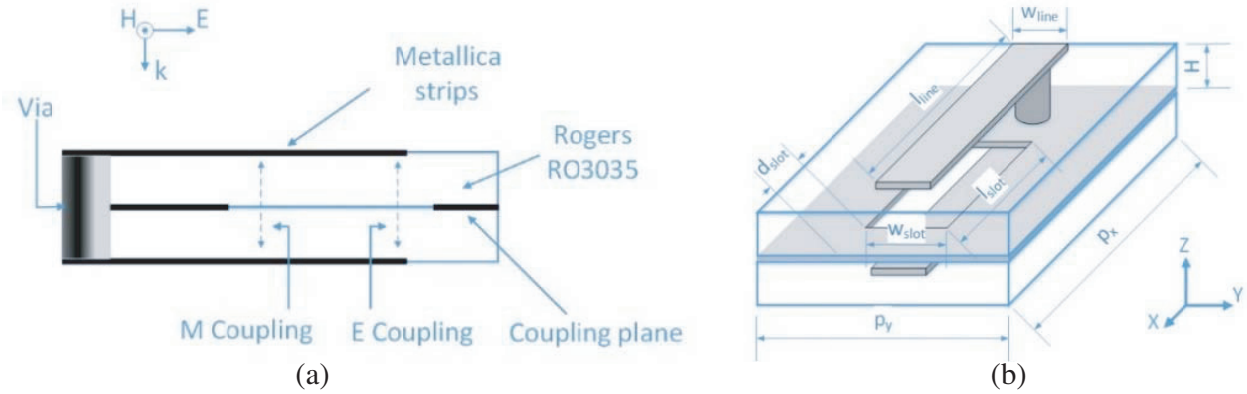 H
E
k
Metallica
strips
Via
Rogers
RO3035
M Coupling
E Coupling
Coupling plane
(a)
w_line
H
l_line
d_slot
l_slot
w_slot
p_x
p_y
Z
Y
X
(b)